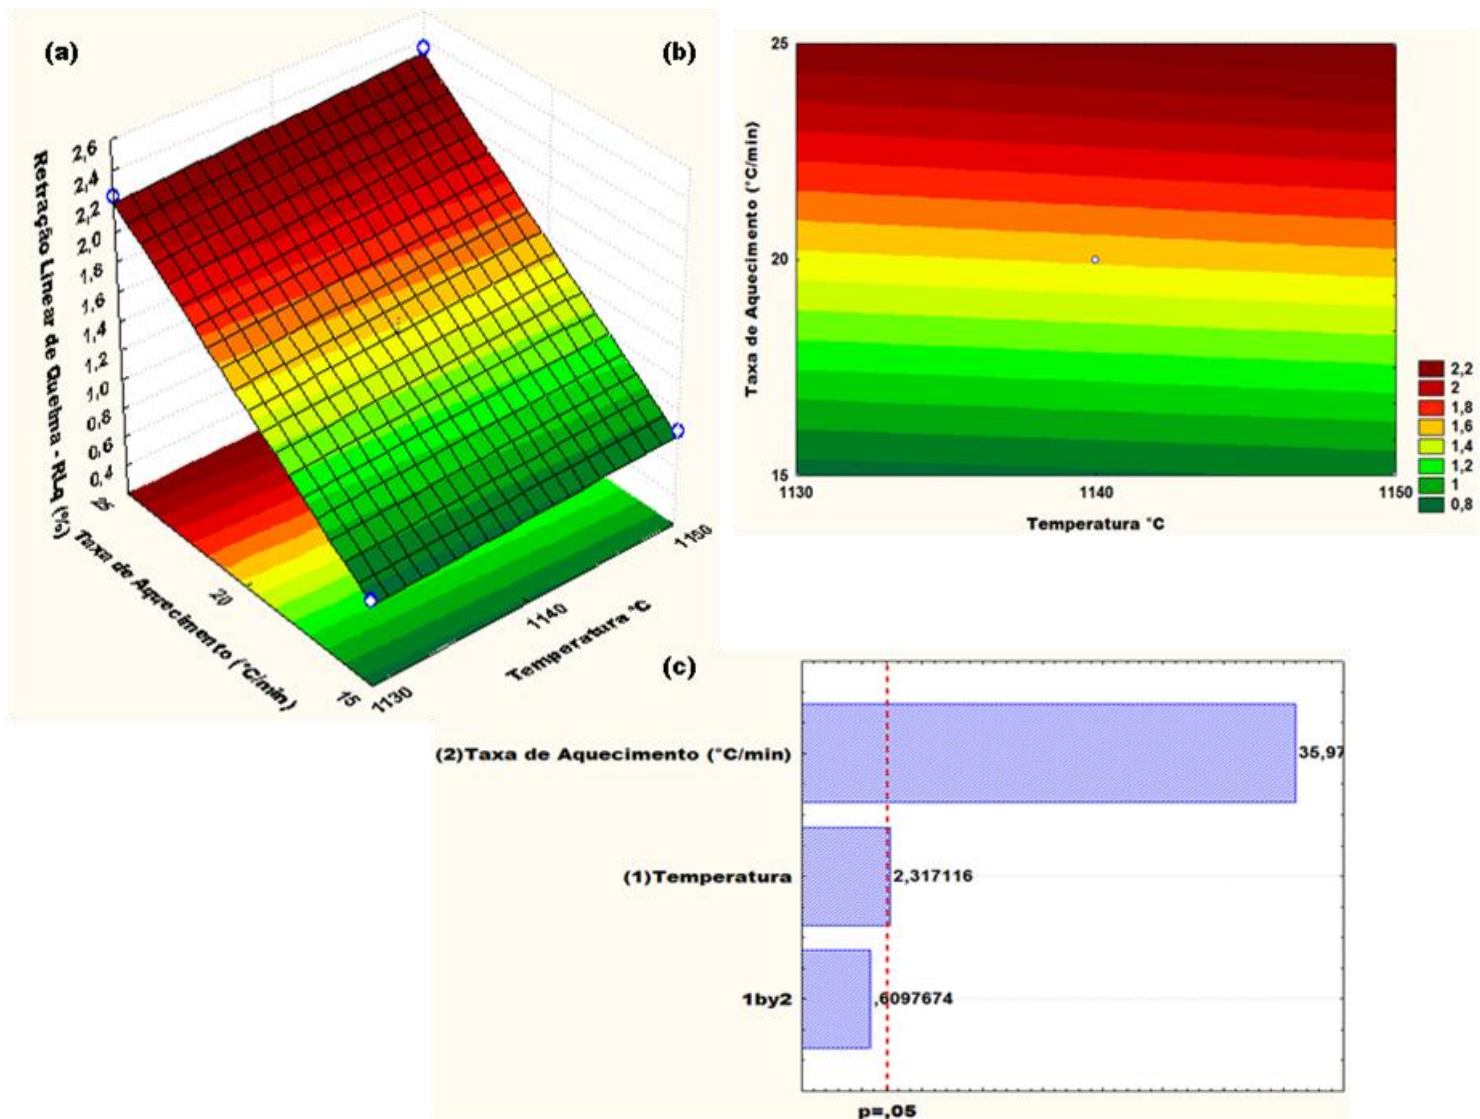 (a)
Retração Linear de Queima - RLq (%)
2,6
2,4
2,2
2,0
1,8
1,6
1,4
1,2
1,0
0,8
0,6
0,4
25
20
15
Taxa de Aquecimento (°C/min)
1130
1140
1150
Temperatura °C
(b)
Taxa de Aquecimento (°C/min)
25
20
15
1130
1140
1150
Temperatura °C
2,2
2
1,8
1,6
1,4
1,2
1
0,8
(c)
(2)Taxa de Aquecimento (°C/min)
35,97
(1)Temperatura
2,317116
1by2
,6097674
p=,05